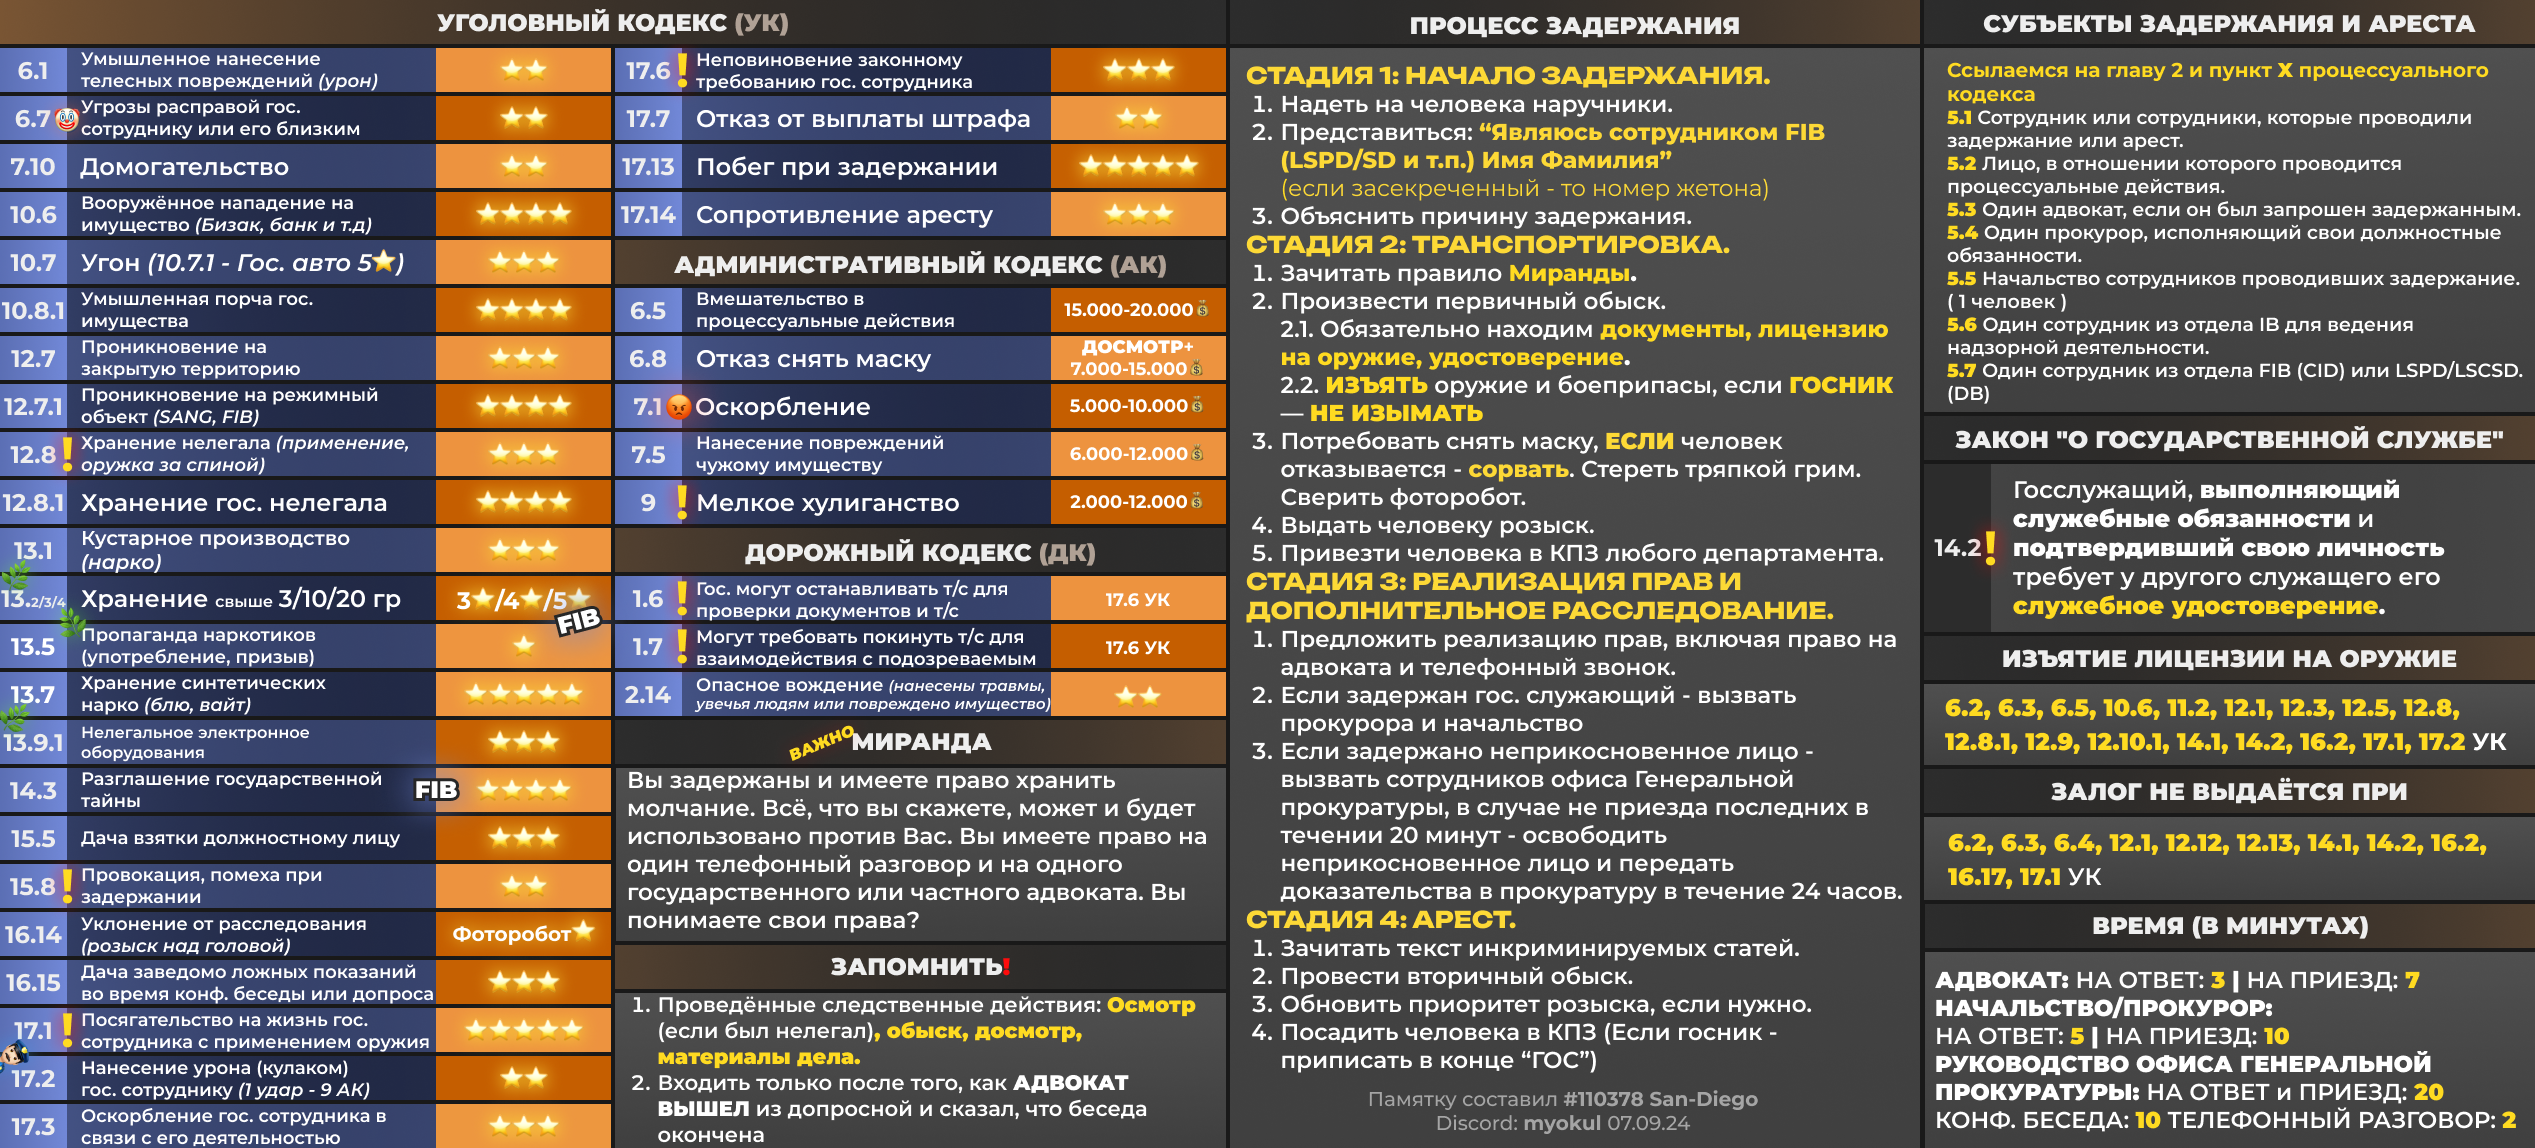 УГОЛОВНЫЙ КОДЕКС (УК)
6.1
Умышленное нанесение
телесных повреждений (урон)
6.7
Угрозы расправой гос.
сотруднику или его близким
7.10
Домогательство
10.6
Вооружённое нападение на
имущество (Бизак, банк и т.д)
10.7
Угон (10.7.1 - Гос. авто 5⭐)
10.8.1
Умышленная порча гос.
имущества
12.7
Проникновение на
закрытую территорию
12.7.1
Проникновение на режимный
объект (SANG, FIB)
12.8
Хранение нелегала (применение,
оружка за спиной)
12.8.1
Хранение гос. нелегала
13.1
Кустарное производство
(нарко)
13.2/3/4
Хранение свыше 3/10/20 гр
3⭐/4⭐/5⭐
FIB
13.5
Пропаганда наркотиков
(употребление, призыв)
13.7
Хранение синтетических
нарко (блю, вайт)
13.9.1
Нелегальное электронное
оборудования
14.3
Разглашение государственной
тайны
FIB
15.5
Дача взятки должностному лицу
15.8
Провокация, помеха при
задержании
16.14
Уклонение от расследования
(розыск над головой)
Фоторобот⭐
16.15
Дача заведомо ложных показаний
во время конф. беседы или допроса
17.1
Посягательство на жизнь гос.
сотрудника с применением оружия
17.2
Нанесение урона (кулаком)
гос. сотруднику (1 удар - 9 АК)
17.3
Оскорбление гос. сотрудника в
связи с его деятельностью
17.6
Неповиновение законному
требованию гос. сотрудника
17.7
Отказ от выплаты штрафа
17.13
Побег при задержании
17.14
Сопротивление аресту
АДМИНИСТРАТИВНЫЙ КОДЕКС (АК)
6.5
Вмешательство в
процессуальные действия
15.000-20.000
6.8
Отказ снять маску
ДОСМОТР+
7.000-15.000
7.1
Оскорбление
5.000-10.000
7.5
Нанесение повреждений
чужому имуществу
6.000-12.000
9
Мелкое хулиганство
2.000-12.000
ДОРОЖНЫЙ КОДЕКС (ДК)
1.6
Гос. могут останавливать т/с для
проверки документов и т/с
17.6 УК
1.7
Могут требовать покинуть т/с для
взаимодействия с подозреваемым
17.6 УК
2.14
Опасное вождение (нанесены травмы,
увечья людям или повреждено имущество)
ВАЖНО
МИРАНДА
Вы задержаны и имеете право хранить
молчание. Всё, что вы скажете, может и будет
использовано против Вас. Вы имеете право на
один телефонный разговор и на одного
государственного или частного адвоката. Вы
понимаете свои права?
ЗАПОМНИТЬ!
1. Проведённые следственные действия: Осмотр
(если был нелегал), обыск, досмотр,
материалы дела.
2. Входить только после того, как АДВОКАТ
ВЫШЕЛ из допросной и сказал, что беседа
окончена
ПРОЦЕСС ЗАДЕРЖАНИЯ
СТАДИЯ 1: НАЧАЛО ЗАДЕРЖАНИЯ.
1. Надеть на человека наручники.
2. Представиться: “Являюсь сотрудником FIB
(LSPD/SD и т.п.) Имя Фамилия”
(если засекреченный - то номер жетона)
3. Объяснить причину задержания.
СТАДИЯ 2: ТРАНСПОРТИРОВКА.
1. Зачитать правило Миранды.
2. Произвести первичный обыск.
2.1. Обязательно находим документы, лицензию
на оружие, удостоверение.
2.2. ИЗЪЯТЬ оружие и боеприпасы, если ГОСНИК
— НЕ ИЗЫМАТЬ
3. Потребовать снять маску, ЕСЛИ человек
отказывается - сорвать. Стереть тряпкой грим.
Сверить фоторобот.
4. Выдать человеку розыск.
5. Привезти человека в КПЗ любого департамента.
СТАДИЯ 3: РЕАЛИЗАЦИЯ ПРАВ И
ДОПОЛНИТЕЛЬНОЕ РАССЛЕДОВАНИЕ.
1. Предложить реализацию прав, включая право на
адвоката и телефонный звонок.
2. Если задержан гос. служающий - вызвать
прокурора и начальство
3. Если задержано неприкосновенное лицо -
вызвать сотрудников офиса Генеральной
прокуратуры, в случае не приезда последних в
течении 20 минут - освободить
неприкосновенное лицо и передать
доказательства в прокуратуру в течение 24 часов.
СТАДИЯ 4: АРЕСТ.
1. Зачитать текст инкриминируемых статей.
2. Провести вторичный обыск.
3. Обновить приоритет розыска, если нужно.
4. Посадить человека в КПЗ (Если госник -
приписать в конце “ГОС”)
Памятку составил #110378 San-Diego
Discord: myokul 07.09.24
СУБЪЕКТЫ ЗАДЕРЖАНИЯ И АРЕСТА
Ссылаемся на главу 2 и пункт X процессуального
кодекса
5.1 Сотрудник или сотрудники, которые проводили
задержание или арест.
5.2 Лицо, в отношении которого проводится
процессуальные действия.
5.3 Один адвокат, если он был запрошен задержанным.
5.4 Один прокурор, исполняющий свои должностные
обязанности.
5.5 Начальство сотрудников проводивших задержание.
( 1 человек )
5.6 Один сотрудник из отдела IB для ведения
надзорной деятельности.
5.7 Один сотрудник из отдела FIB (CID) или LSPD/LSCSD.
(DB)
ЗАКОН "О ГОСУДАРСТВЕННОЙ СЛУЖБЕ"
14.2
Госслужащий, выполняющий
служебные обязанности и
подтвердивший свою личность
требует у другого служащего его
служебное удостоверение.
ИЗЪЯТИЕ ЛИЦЕНЗИИ НА ОРУЖИЕ
6.2, 6.3, 6.5, 10.6, 11.2, 12.1, 12.3, 12.5, 12.8,
12.8.1, 12.9, 12.10.1, 14.1, 14.2, 16.2, 17.1, 17.2 УК
ЗАЛОГ НЕ ВЫДАЁТСЯ ПРИ
6.2, 6.3, 6.4, 12.1, 12.12, 12.13, 14.1, 14.2, 16.2,
16.17, 17.1 УК
ВРЕМЯ (В МИНУТАХ)
АДВОКАТ: НА ОТВЕТ: 3 | НА ПРИЕЗД: 7
НАЧАЛЬСТВО/ПРОКУРОР:
НА ОТВЕТ: 5 | НА ПРИЕЗД: 10
РУКОВОДСТВО ОФИСА ГЕНЕРАЛЬНОЙ
ПРОКУРАТУРЫ: НА ОТВЕТ и ПРИЕЗД: 20
КОНФ. БЕСЕДА: 10 ТЕЛЕФОННЫЙ РАЗГОВОР: 2